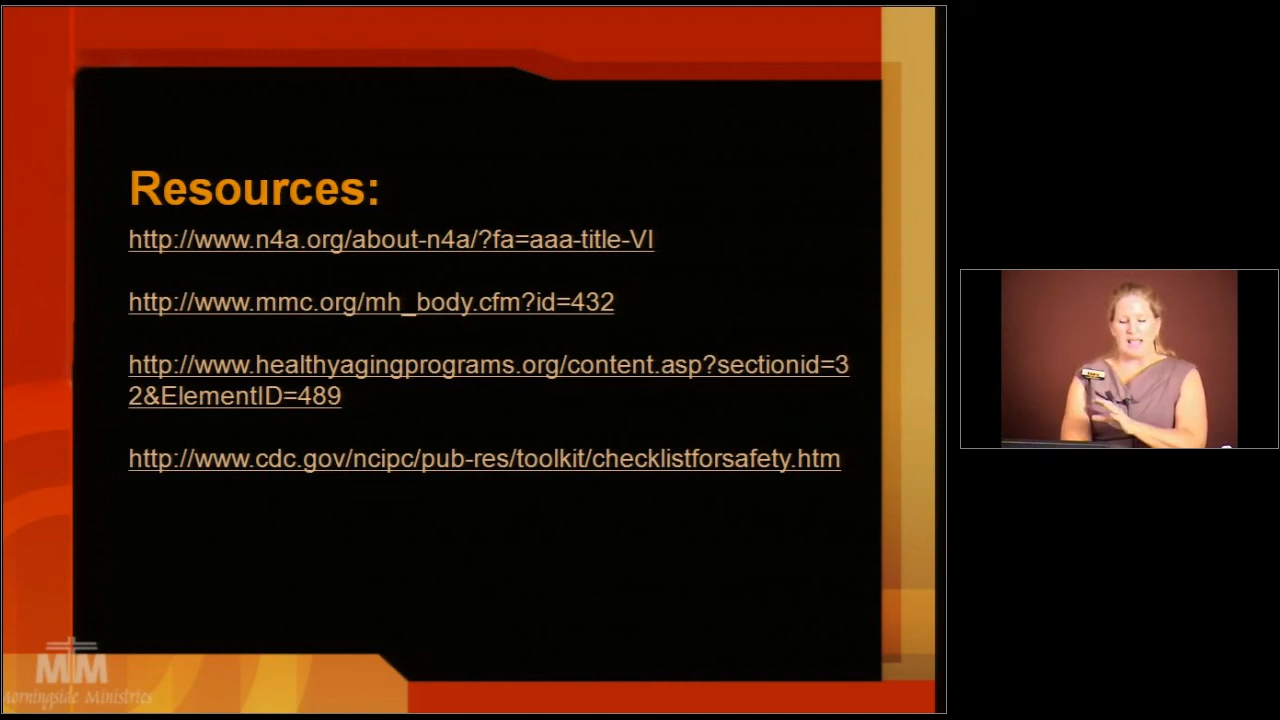 Resources:
http://www.n4a.org/about-n4a/?fa=aaa-title-VI
http://www.mmc.org/mh_body.cfm?id=432
http://www.healthyagingprograms.org/content.asp?sectionid=3
2&ElementID=489
http://www.cdc.gov/ncipc/pub-res/toolkit/checklistforsafety.htm
MM
Morningside Ministries